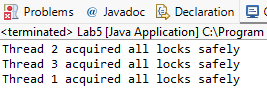 Problems @ Javadoc Declaration
<terminated> Lab5 [Java Application] C:\Program
Thread 2 acquired all locks safely
Thread 3 acquired all locks safely
Thread 1 acquired all locks safely